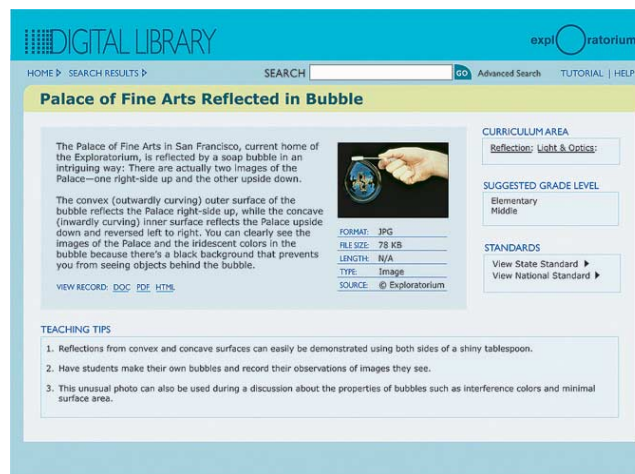 DIGITAL LIBRARY
explOratorium
HOME SEARCH RESULTS SEARCH GO Advanced Search TUTORIAL | HELP
Palace of Fine Arts Reflected in Bubble
The Palace of Fine Arts in San Francisco, current home of
the Exploratorium, is reflected by a soap bubble in an
intriguing way: There are actually two images of the
Palace—one right-side up and the other upside down.
The convex (outwardly curving) outer surface of the
bubble reflects the Palace right-side up, while the concave
(inwardly curving) inner surface reflects the Palace upside
down and reversed left to right. You can clearly see the
images of the Palace and the iridescent colors in the
bubble because there's a black background that prevents
you from seeing objects behind the bubble.
VIEW RECORD: DOC PDF HTML
FORMAT: JPG
FILE SIZE: 78 KB
LENGTH: N/A
TYPE: Image
SOURCE: © Exploratorium
CURRICULUM AREA
Reflection; Light & Optics;
SUGGESTED GRADE LEVEL
Elementary
Middle
STANDARDS
View State Standard
View National Standard
TEACHING TIPS
1. Reflections from convex and concave surfaces can easily be demonstrated using both sides of a shiny tablespoon.
2. Have students make their own bubbles and record their observations of images they see.
3. This unusual photo can also be used during a discussion about the properties of bubbles such as interference colors and minimal
surface area.